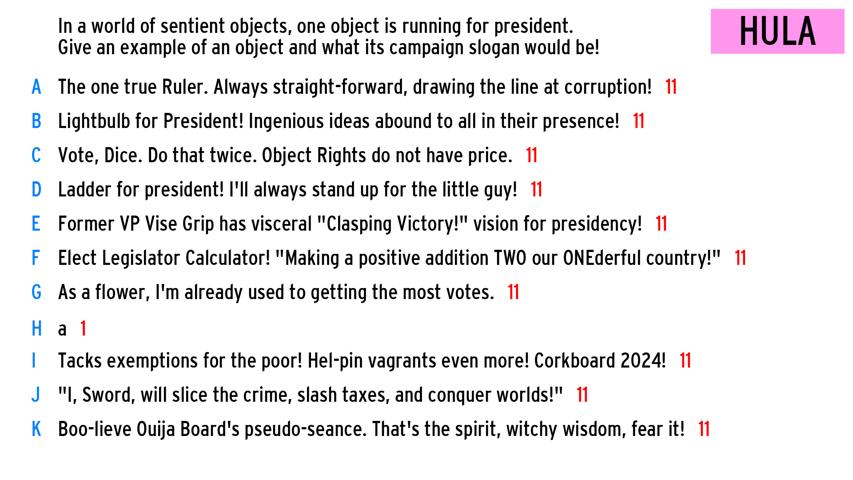 In a world of sentient objects, one object is running for president.
Give an example of an object and what its campaign slogan would be!
HULA
A The one true Ruler. Always straight-forward, drawing the line at corruption! 11
B Lightbulb for President! Ingenious ideas abound to all in their presence! 11
C Vote, Dice. Do that twice. Object Rights do not have price. 11
D Ladder for president! I'll always stand up for the little guy! 11
E Former VP Vise Grip has visceral "Clasping Victory!" vision for presidency! 11
F Elect Legislator Calculator! "Making a positive addition TWO our ONEderful country!" 11
G As a flower, I'm already used to getting the most votes. 11
H a 1
I Tacks exemptions for the poor! Hel-pin vagrants even more! Corkboard 2024! 11
J "I, Sword, will slice the crime, slash taxes, and conquer worlds!" 11
K Boo-lieve Ouija Board's pseudo-seance. That's the spirit, witchy wisdom, fear it! 11